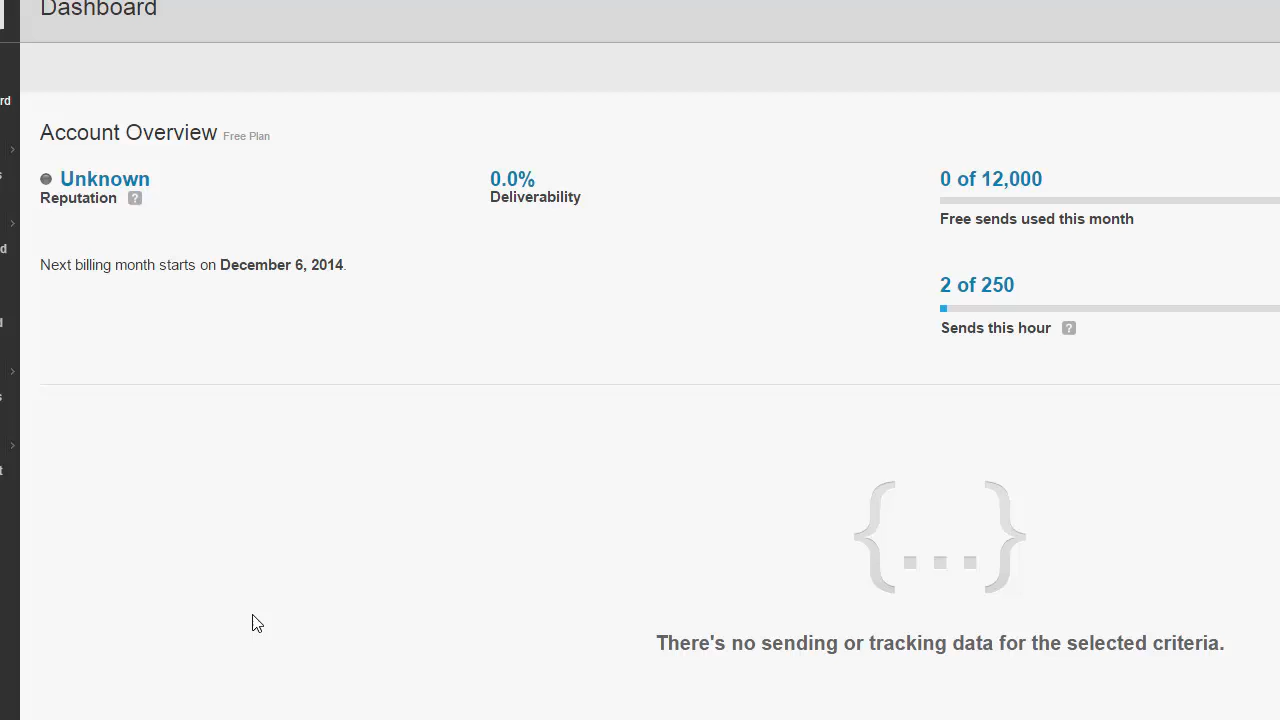 Dashboard
rd
Account Overview Free Plan
Unknown
Reputation ?
0.0%
Deliverability
0 of 12,000
Free sends used this month
Next billing month starts on December 6, 2014.
2 of 250
Sends this hour ?
{...}
There's no sending or tracking data for the selected criteria.